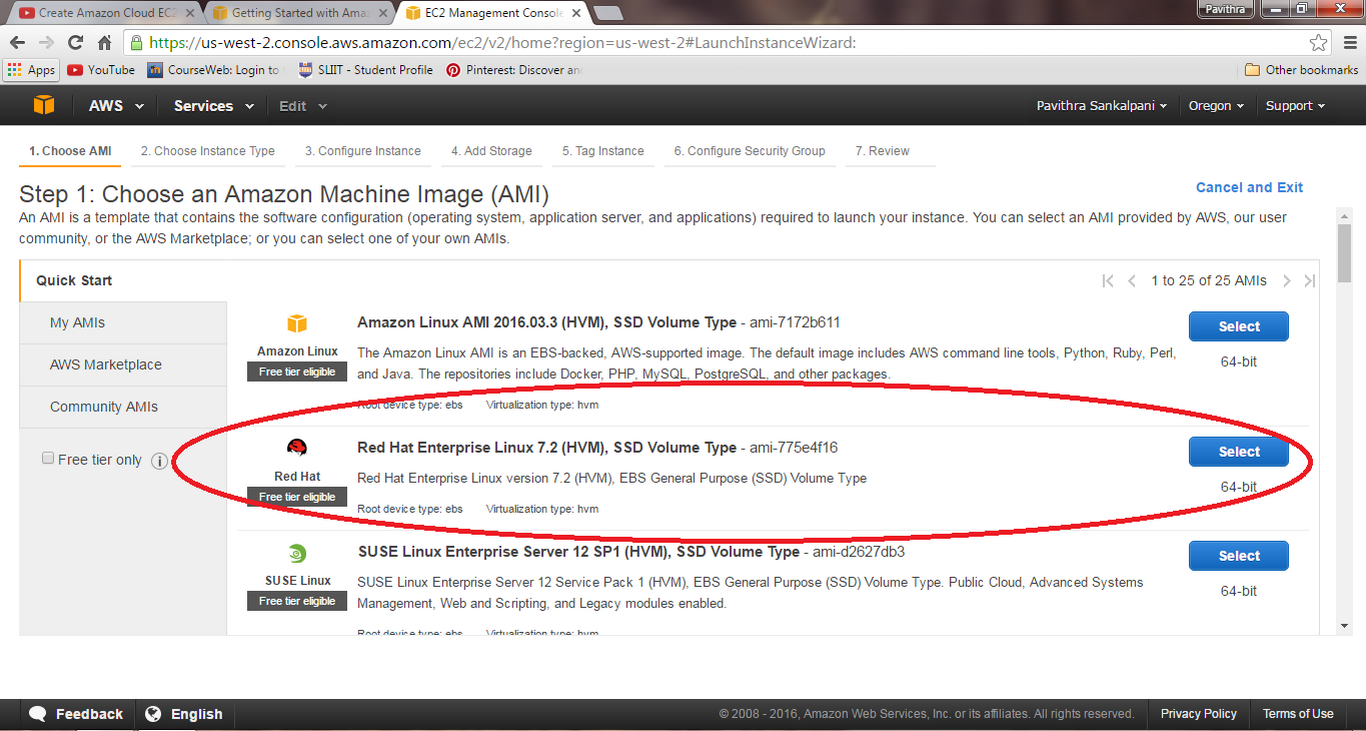 Create Amazon Cloud EC2
Getting Started with Amaz
EC2 Management Console
Pavithra
https://us-west-2.console.aws.amazon.com/ec2/v2/home?region=us-west-2#LaunchInstanceWizard:
Apps YouTube CourseWeb: Login to SLIIT - Student Profile Pinterest: Discover an Other bookmarks
AWS Services Edit Pavithra Sankalpani Oregon Support
1. Choose AMI 2. Choose Instance Type 3. Configure Instance 4. Add Storage 5. Tag Instance 6. Configure Security Group 7. Review
Step 1: Choose an Amazon Machine Image (AMI)
Cancel and Exit
An AMI is a template that contains the software configuration (operating system, application server, and applications) required to launch your instance. You can select an AMI provided by AWS, our user
community, or the AWS Marketplace; or you can select one of your own AMIs.
Quick Start
My AMIs
AWS Marketplace
Community AMIs
Free tier only i
1 to 25 of 25 AMIs
Amazon Linux
Free tier eligible
Amazon Linux AMI 2016.03.3 (HVM), SSD Volume Type - ami-7172b611
The Amazon Linux AMI is an EBS-backed, AWS-supported image. The default image includes AWS command line tools, Python, Ruby, Perl,
and Java. The repositories include Docker, PHP, MySQL, PostgreSQL, and other packages.
Root device type: ebs Virtualization type: hvm
Select
64-bit
Red Hat
Free tier eligible
Red Hat Enterprise Linux 7.2 (HVM), SSD Volume Type - ami-775e4f16
Red Hat Enterprise Linux version 7.2 (HVM), EBS General Purpose (SSD) Volume Type
Root device type: ebs Virtualization type: hvm
Select
64-bit
SUSE Linux
Free tier eligible
SUSE Linux Enterprise Server 12 SP1 (HVM), SSD Volume Type - ami-d2627db3
SUSE Linux Enterprise Server 12 Service Pack 1 (HVM), EBS General Purpose (SSD) Volume Type. Public Cloud, Advanced Systems
Management, Web and Scripting, and Legacy modules enabled.
Root device type: ebs Virtualization type: hvm
Select
64-bit
Feedback English © 2008 - 2016, Amazon Web Services, Inc. or its affiliates. All rights reserved. Privacy Policy Terms of Use